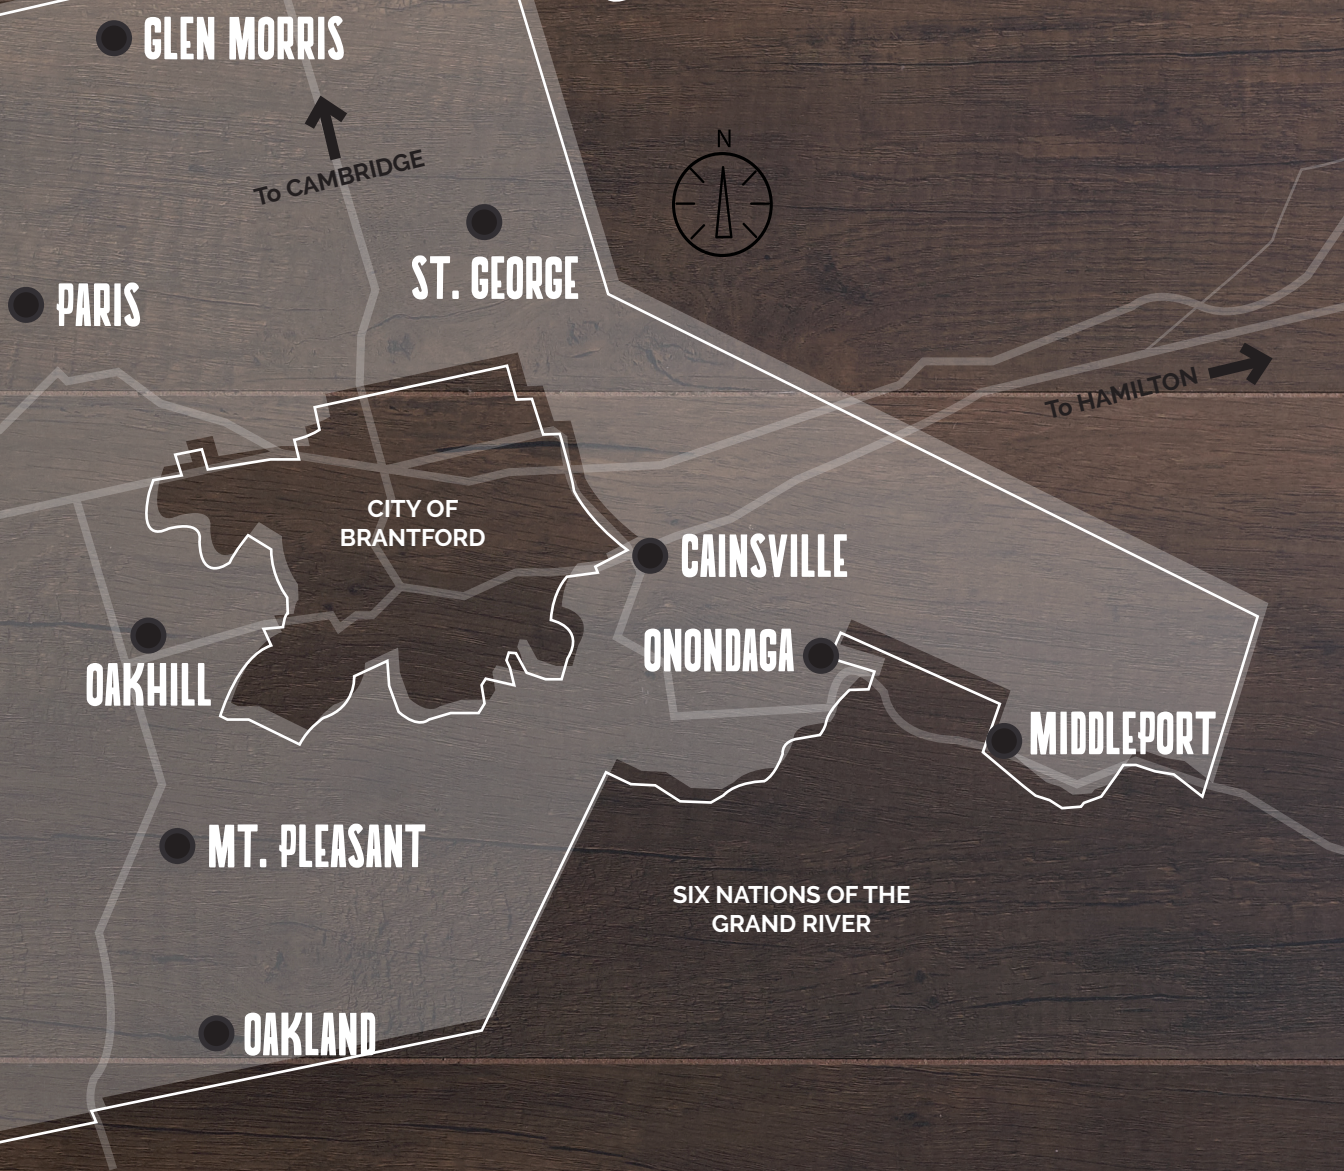 GLEN MORRIS
N
To CAMBRIDGE
ST. GEORGE
PARIS
To HAMILTON
CITY OF
BRANTFORD
CAINSVILLE
ONONDAGA
OAKHILL
MIDDLEPORT
MT. PLEASANT
SIX NATIONS OF THE
GRAND RIVER
OAKLAND